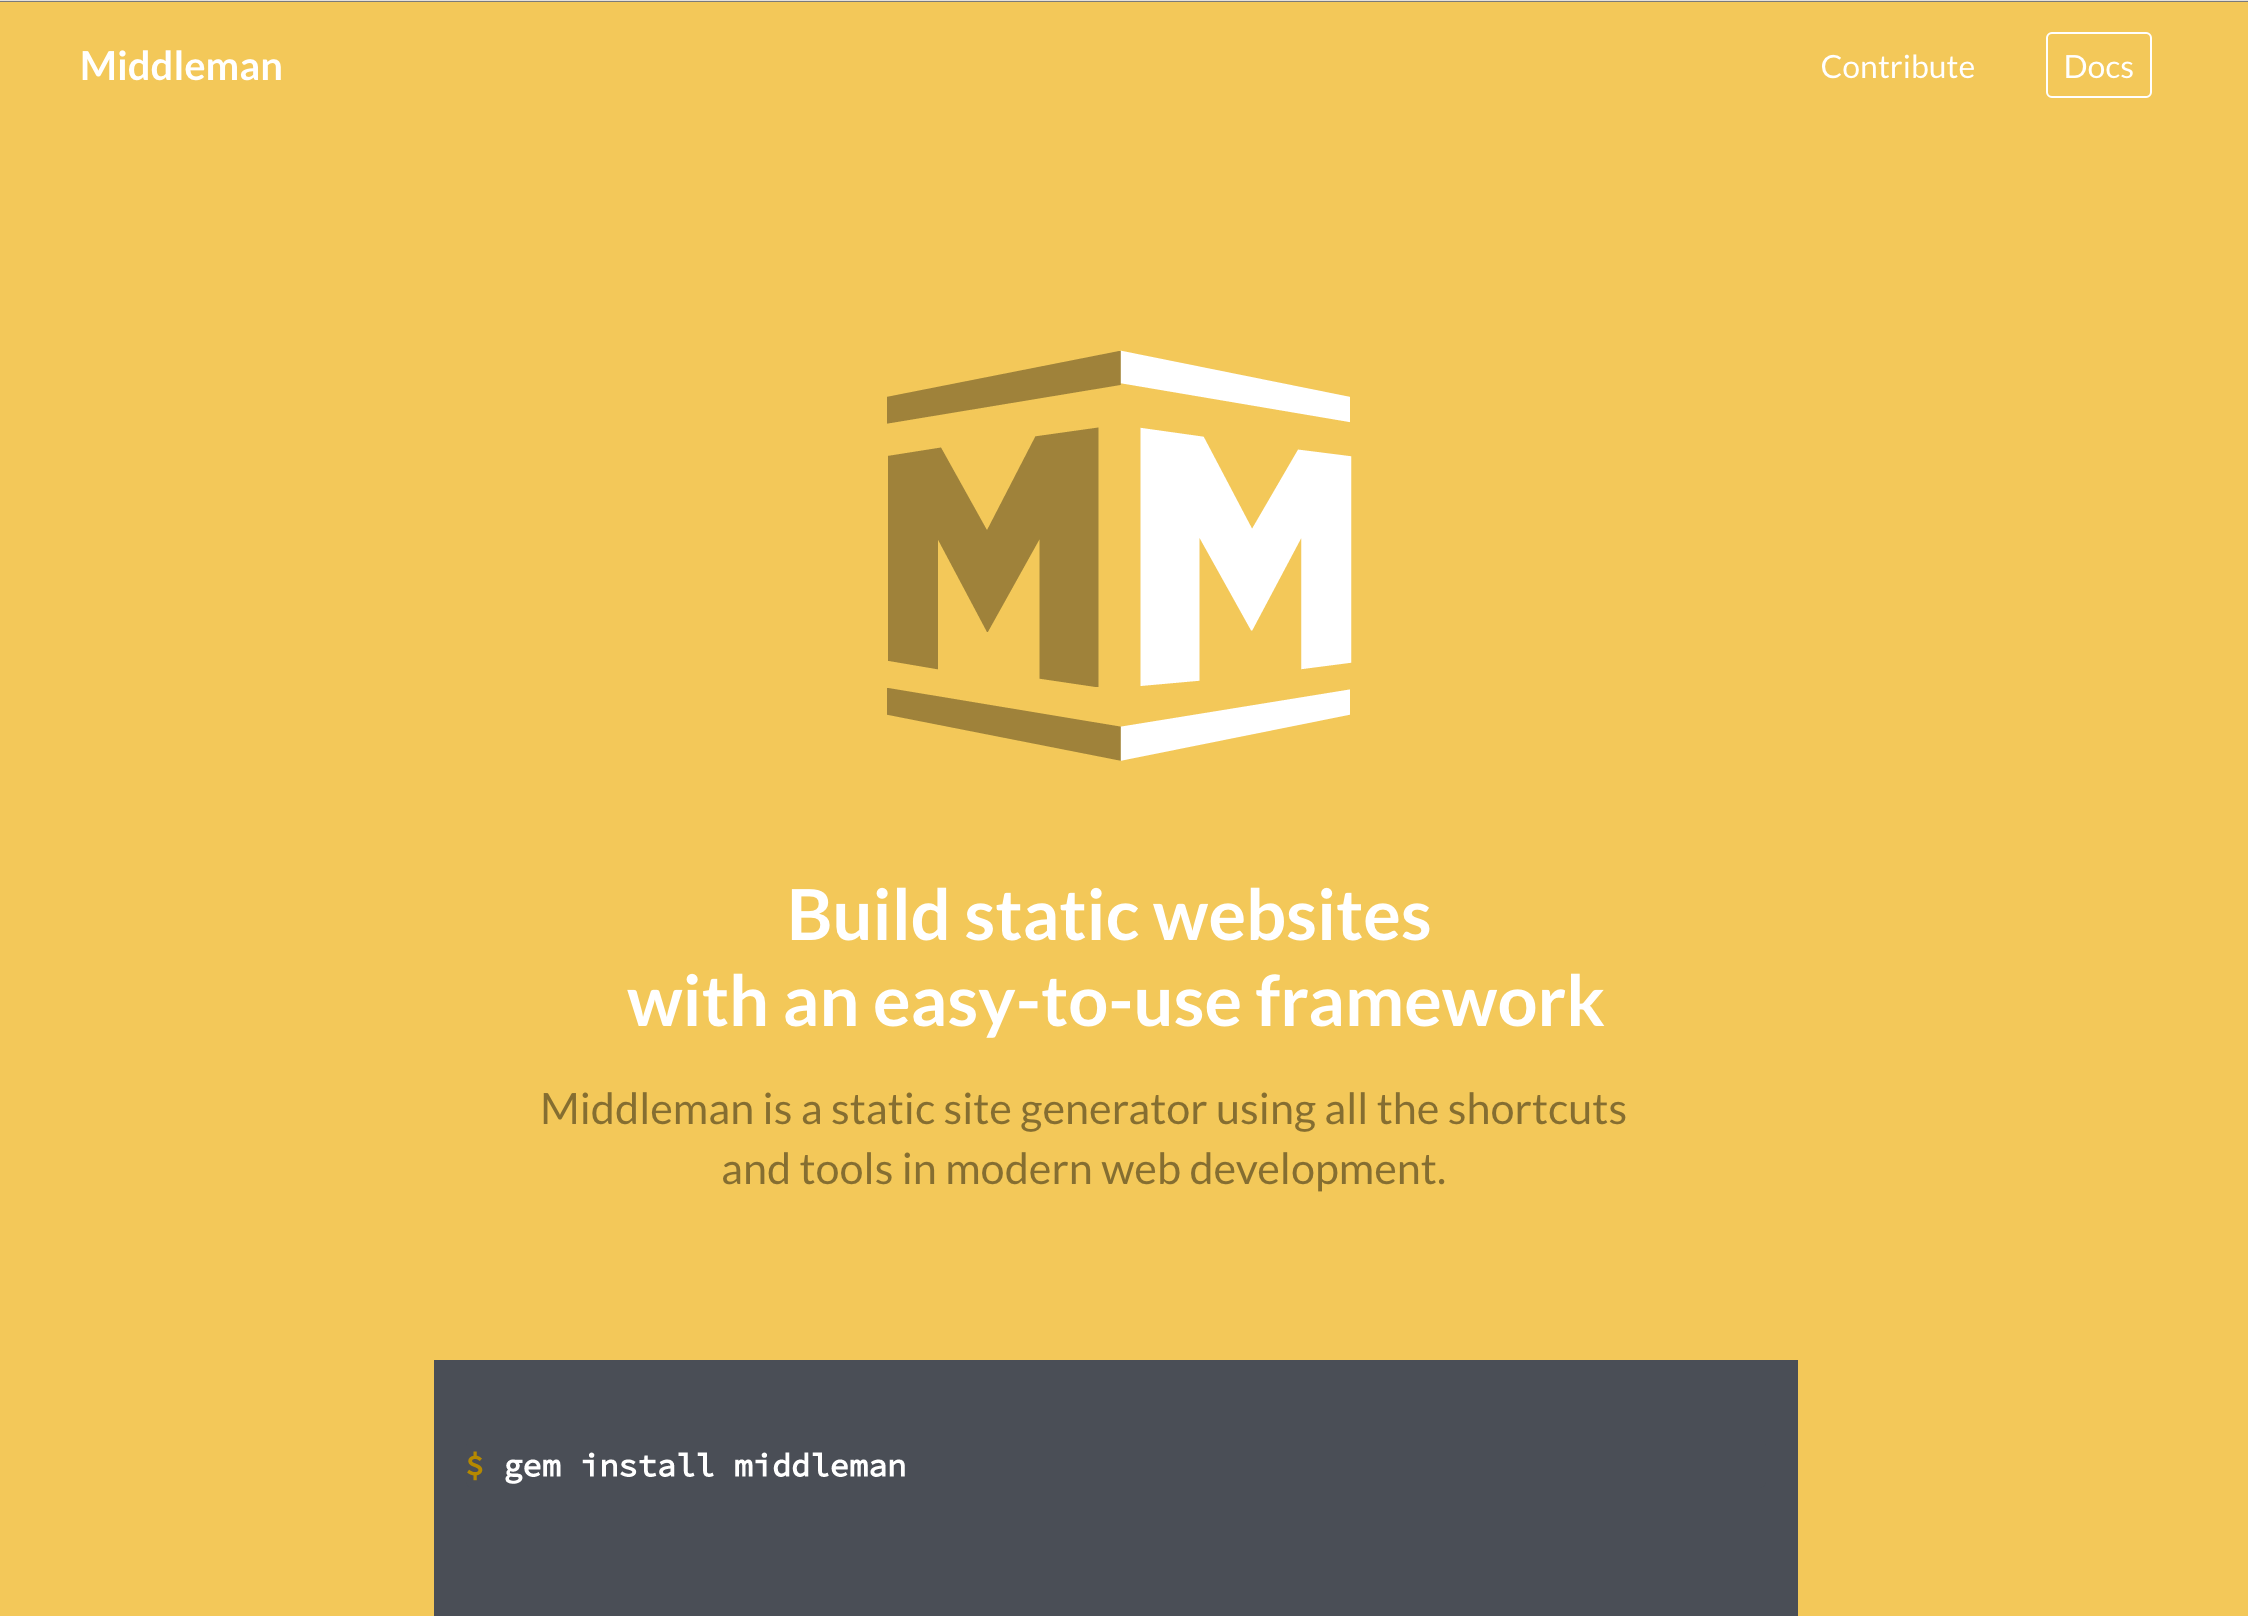 Middleman
Contribute
Docs
MM
Build static websites
with an easy-to-use framework
Middleman is a static site generator using all the shortcuts
and tools in modern web development.
$ gem install middleman